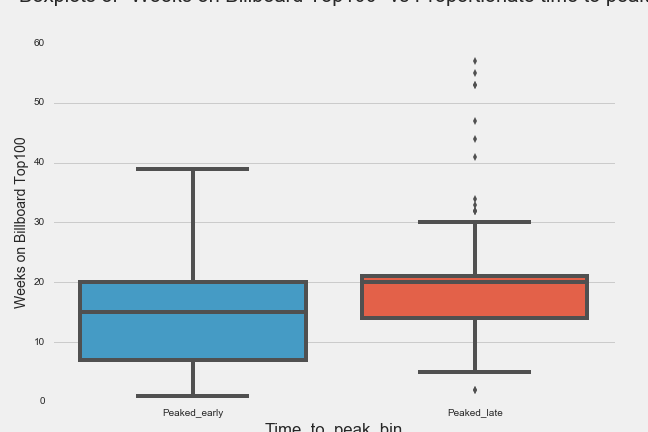 Boxplots of "Weeks on Billboard Top100" vs Proportionate time to peak
60
50
40
30
20
10
0
Weeks on Billboard Top100
Peaked_early
Peaked_late
Time_to_peak_bin